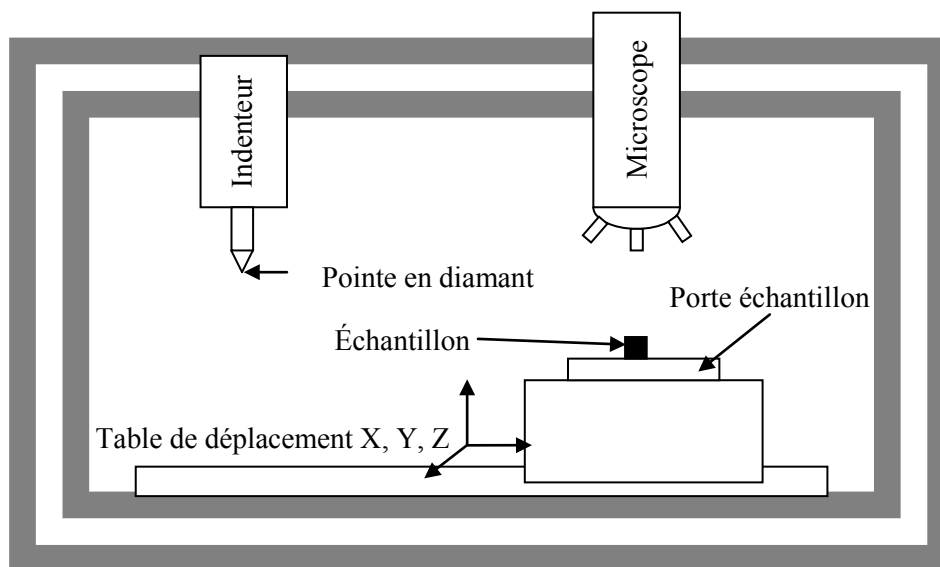 Indenteur
Microscope
Pointe en diamant
Porte échantillon
Échantillon
Table de déplacement X, Y, Z